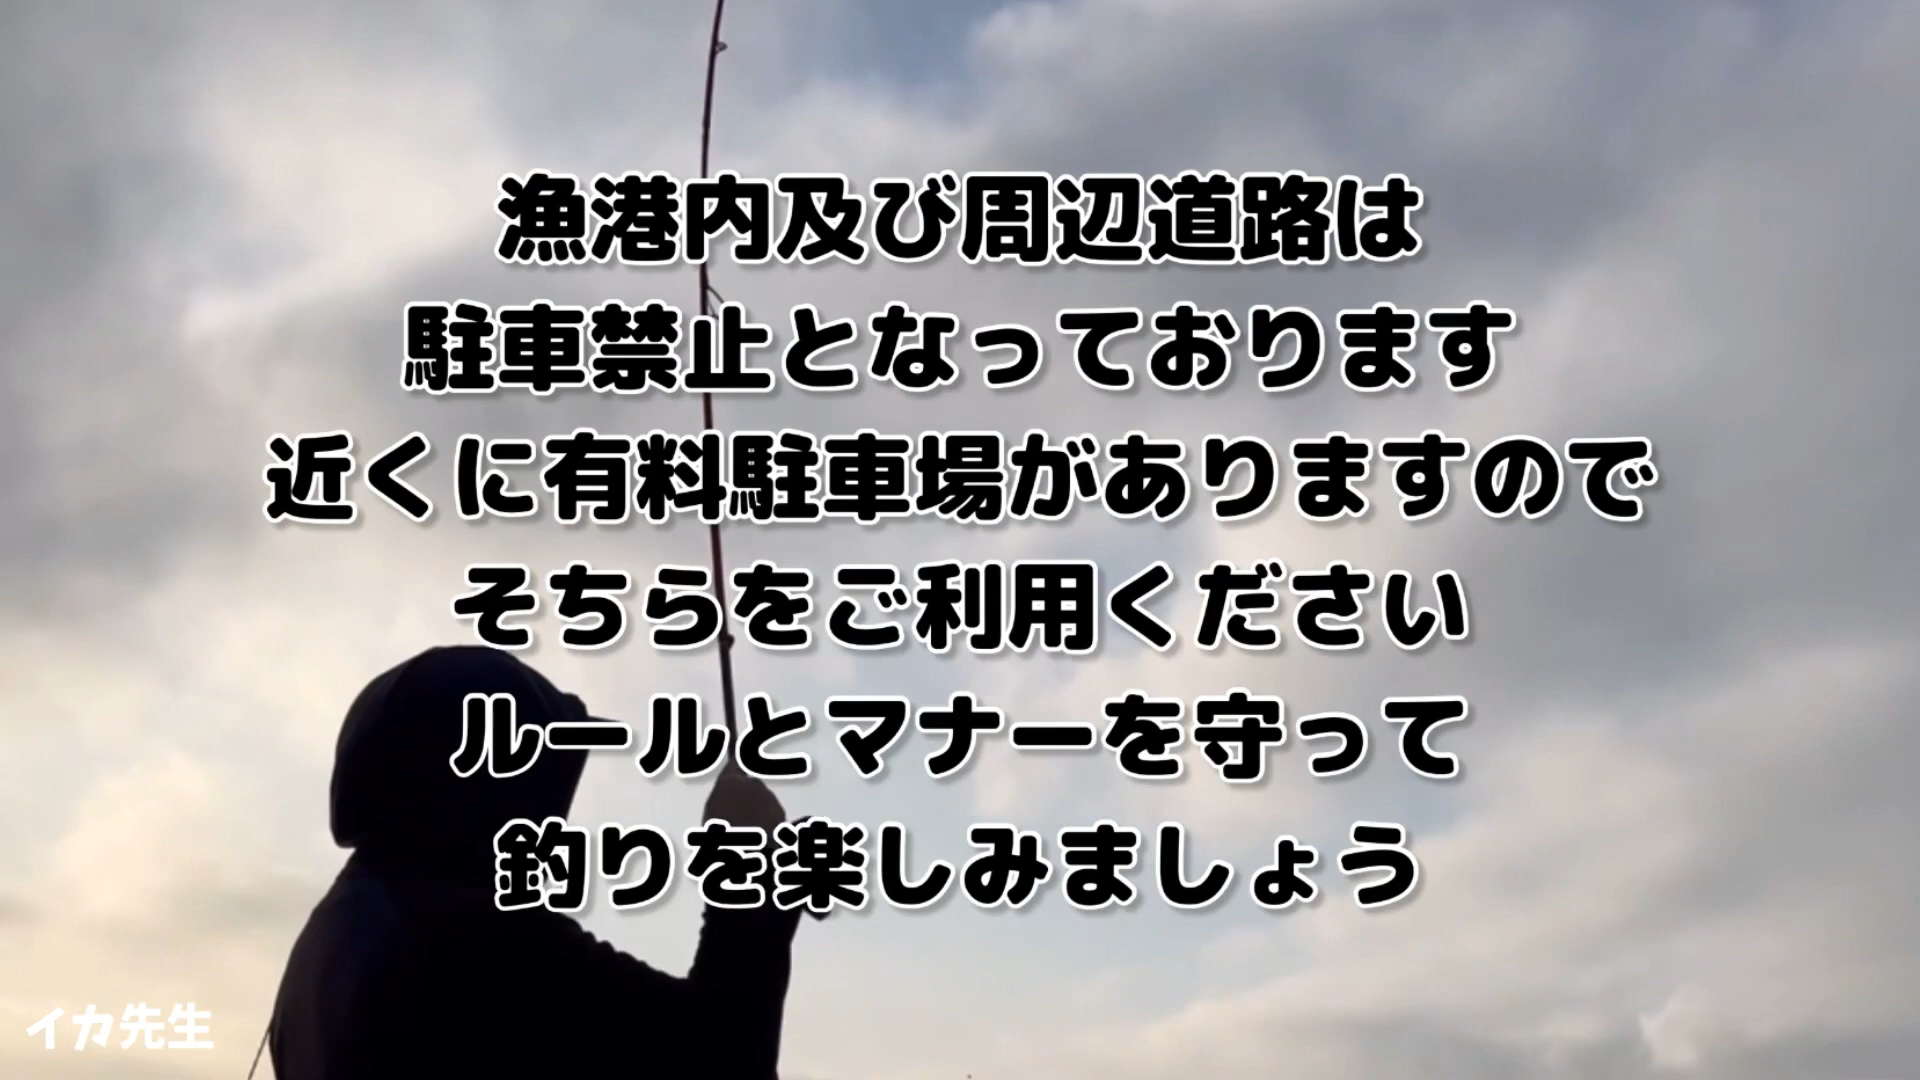 漁港内及び周辺道路は
駐車禁止となっております
近くに有料駐車場がありますので
そちらをご利用ください
ルールとマナーを守って
釣りを楽しみましょう
イカ先生